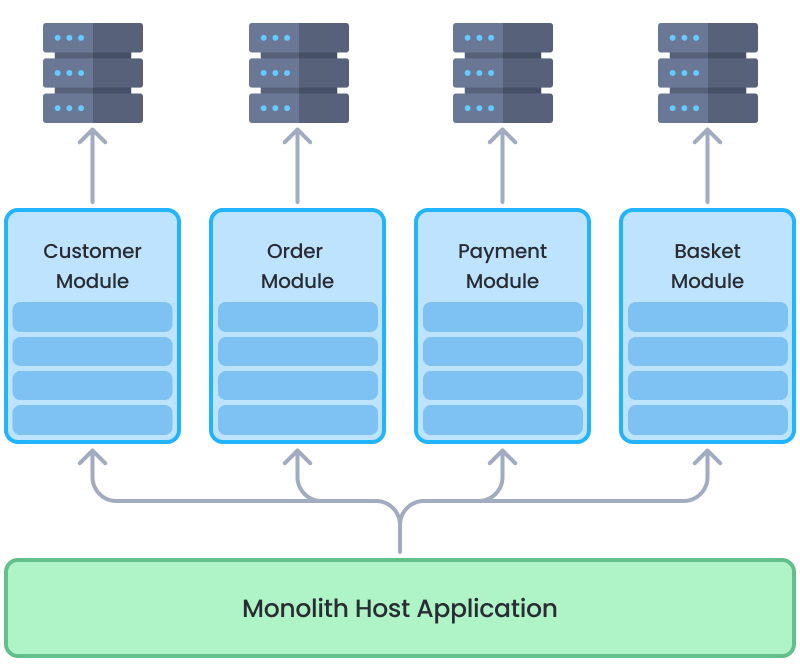 Customer
Module
Order
Module
Payment
Module
Basket
Module
Monolith Host Application